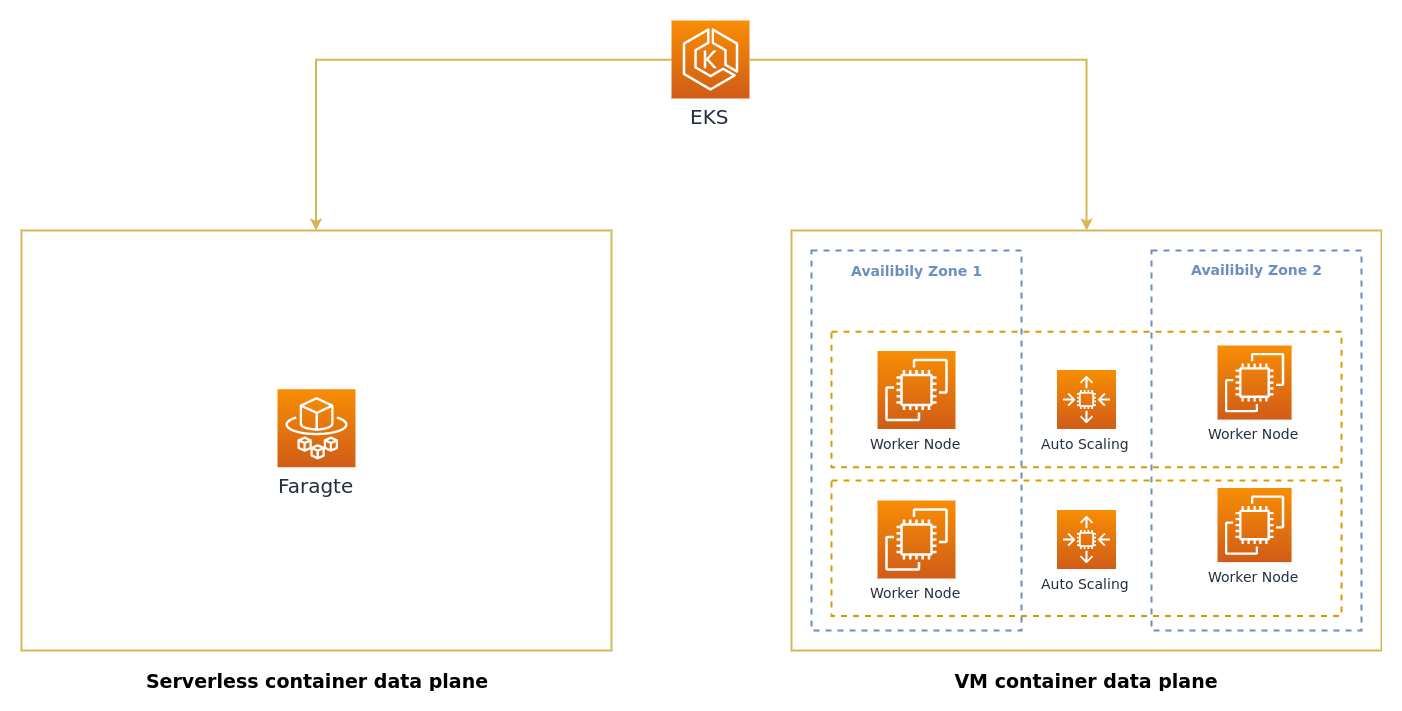 EKS
Faragte
Serverless container data plane
Availibily Zone 1
Availibily Zone 2
Worker Node
Auto Scaling
Worker Node
Worker Node
Auto Scaling
Worker Node
VM container data plane